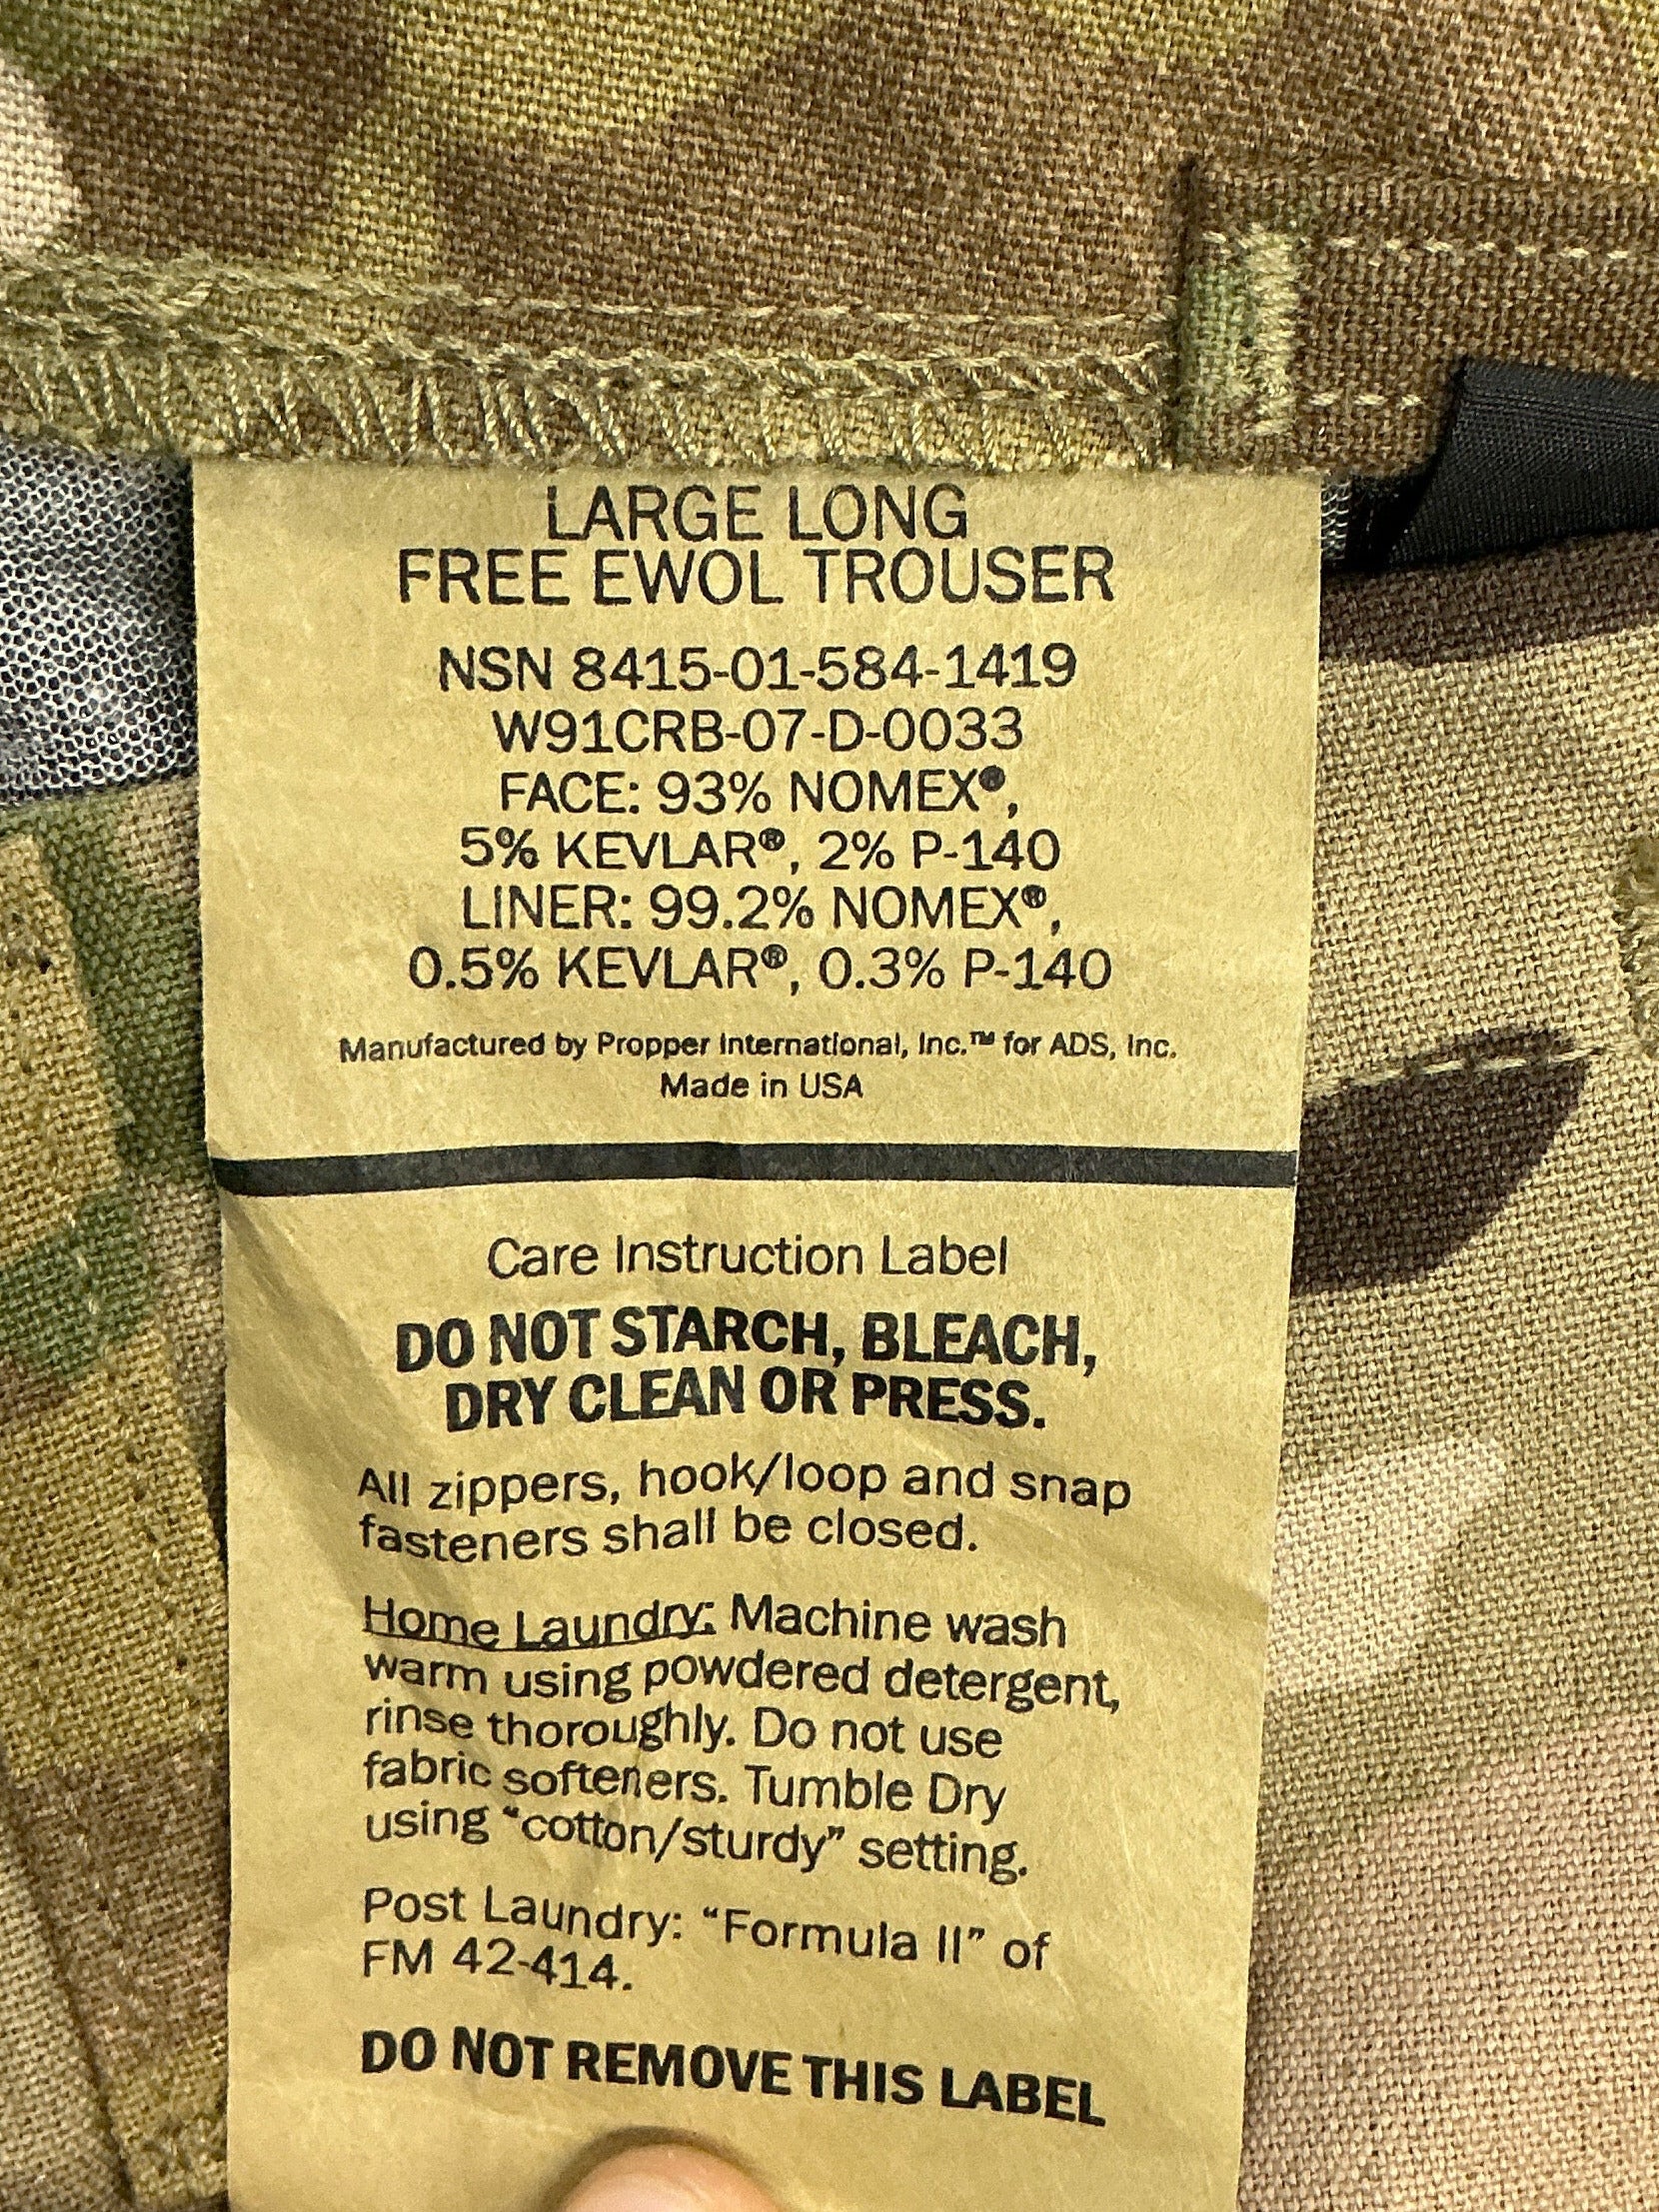 LARGE LONG
FREE EWOL TROUSER
NSN 8415-01-584-1419
W91CRB-07-D-0033
FACE: 93% NOMEX®,
5% KEVLAR®, 2% P-140
LINER: 99.2% NOMEX®,
0.5% KEVLAR®, 0.3% P-140
Manufactured by Propper International, Inc.™ for ADS, Inc.
Made in USA
Care Instruction Label
DO NOT STARCH, BLEACH,
DRY CLEAN OR PRESS.
All zippers, hook/loop and snap
fasteners shall be closed.
Home Laundry: Machine wash
warm using powdered detergent,
rinse thoroughly. Do not use
fabric softeners. Tumble Dry
using “cotton/sturdy” setting.
Post Laundry: “Formula II” of
FM 42-414.
DO NOT REMOVE THIS LABEL